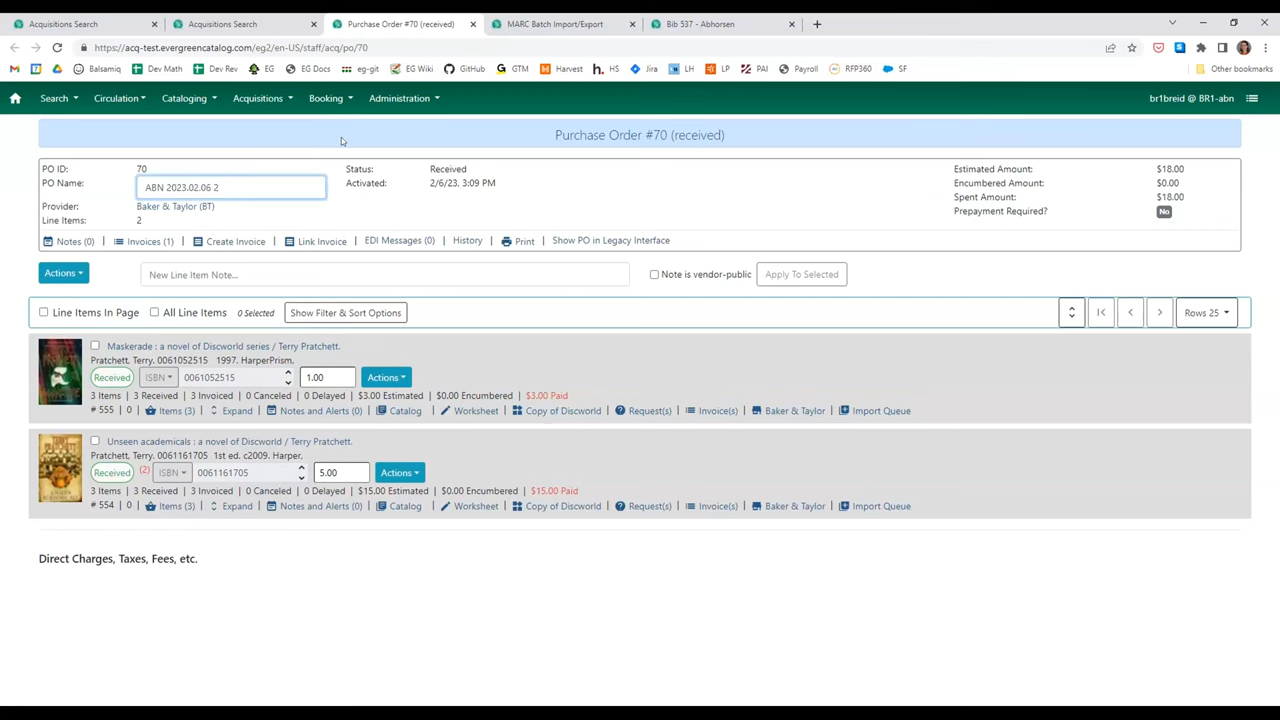 Acquisitions Search
Acquisitions Search
Purchase Order #70 (received)
MARC Batch Import/Export
Bib 537 - Abhorsen
https://acq-test.evergreencatalog.com/eg2/en-US/staff/acq/po/70
Balsamiq Dev Math Dev Rev EG EG Docs eg-git EG Wiki GitHub GTM Harvest HS Jira LH LP PAI Payroll RFP360 SF Other bookmarks
Search Circulation Cataloging Acquisitions Booking Administration br1breid @ BR1-abn
Purchase Order #70 (received)
PO ID: 70 Status: Received Estimated Amount: $18.00
PO Name: ABN 2023.02.06 2 Activated: 2/6/23, 3:09 PM Encumbered Amount: $0.00
Spent Amount: $18.00
Provider: Baker & Taylor (BT) Prepayment Required? No
Line Items: 2
Notes (0) | Invoices (1) | Create Invoice | Link Invoice | EDI Messages (0) | History | Print | Show PO in Legacy Interface
Actions New Line Item Note... Note is vendor-public Apply To Selected
Line Items In Page All Line Items 0 Selected Show Filter & Sort Options Rows 25
Maskerade : a novel of Discworld series / Terry Pratchett.
Pratchett, Terry. 0061052515 1997. HarperPrism.
Received ISBN 0061052515 1.00 Actions
3 Items | 3 Received | 3 Invoiced | 0 Canceled | 0 Delayed | $3.00 Estimated | $0.00 Encumbered | $3.00 Paid
# 555 | 0 | Items (3) | Expand | Notes and Alerts (0) | Catalog | Worksheet | Copy of Discworld | Request(s) | Invoice(s) | Baker & Taylor | Import Queue
Unseen academicals : a novel of Discworld / Terry Pratchett.
Pratchett, Terry. 0061161705 1st ed. c2009. Harper,
Received (2) ISBN 0061161705 5.00 Actions
3 Items | 3 Received | 3 Invoiced | 0 Canceled | 0 Delayed | $15.00 Estimated | $0.00 Encumbered | $15.00 Paid
# 554 | 0 | Items (3) | Expand | Notes and Alerts (0) | Catalog | Worksheet | Copy of Discworld | Request(s) | Invoice(s) | Baker & Taylor | Import Queue
Direct Charges, Taxes, Fees, etc.